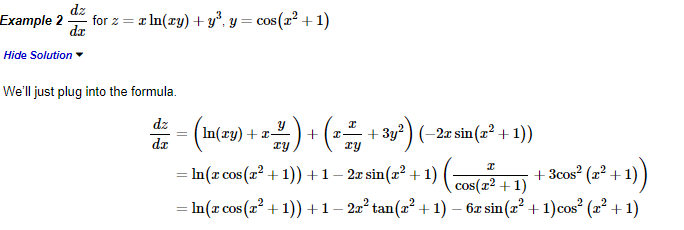 Example 2 dz/dx for z = x ln(xy) + y³, y = cos(x² + 1)
Hide Solution ▾
We'll just plug into the formula.
dz/dx = (ln(xy) + x y/xy) + (x x/xy + 3y²) (−2x sin(x² + 1))
= ln(x cos(x² + 1)) + 1 − 2x sin(x² + 1) (x/cos(x² + 1) + 3cos² (x² + 1))
= ln(x cos(x² + 1)) + 1 − 2x² tan(x² + 1) − 6x sin(x² + 1)cos² (x² + 1)